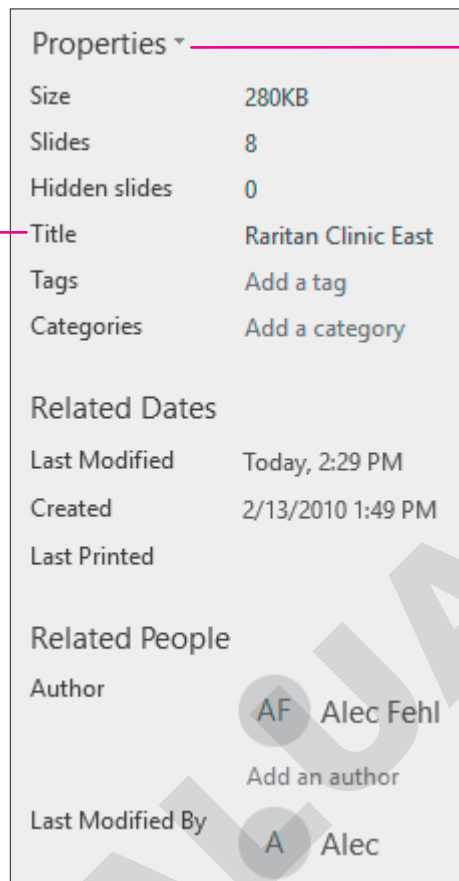 Properties
Size 280KB
Slides 8
Hidden slides 0
Title Raritan Clinic East
Tags Add a tag
Categories Add a category
Related Dates
Last Modified Today, 2:29 PM
Created 2/13/2010 1:49 PM
Last Printed
Related People
Author
AF Alec Fehl
Add an author
Last Modified By
A Alec